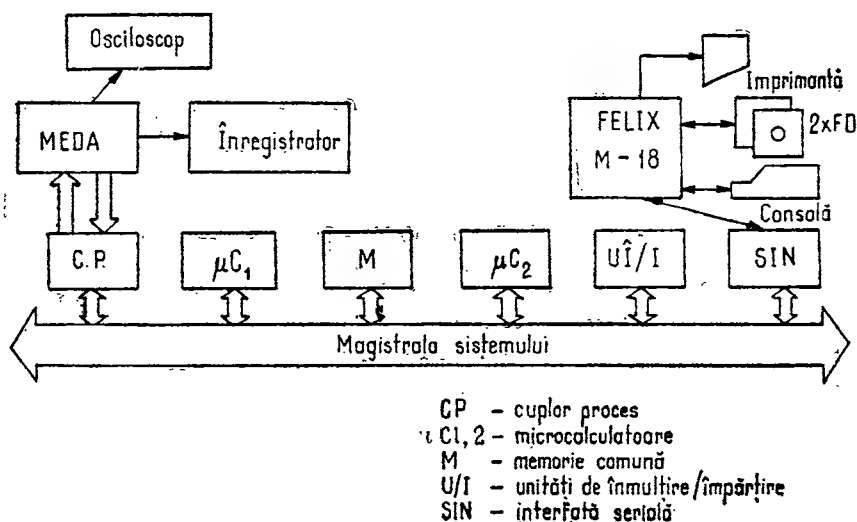 Osciloscop
MEDA
Înregistrator
FELIX
M-18
Imprimantă
2xFD
Consolă
C.P.
μC₁
M
μC₂
UÎ/I
SIN
Magistrala sistemului
CP - cuplor proces
μC1,2 - microcalculatoare
M - memorie comună
U/I - unităţi de înmulţire/împărţire
SIN - interfaţă serială